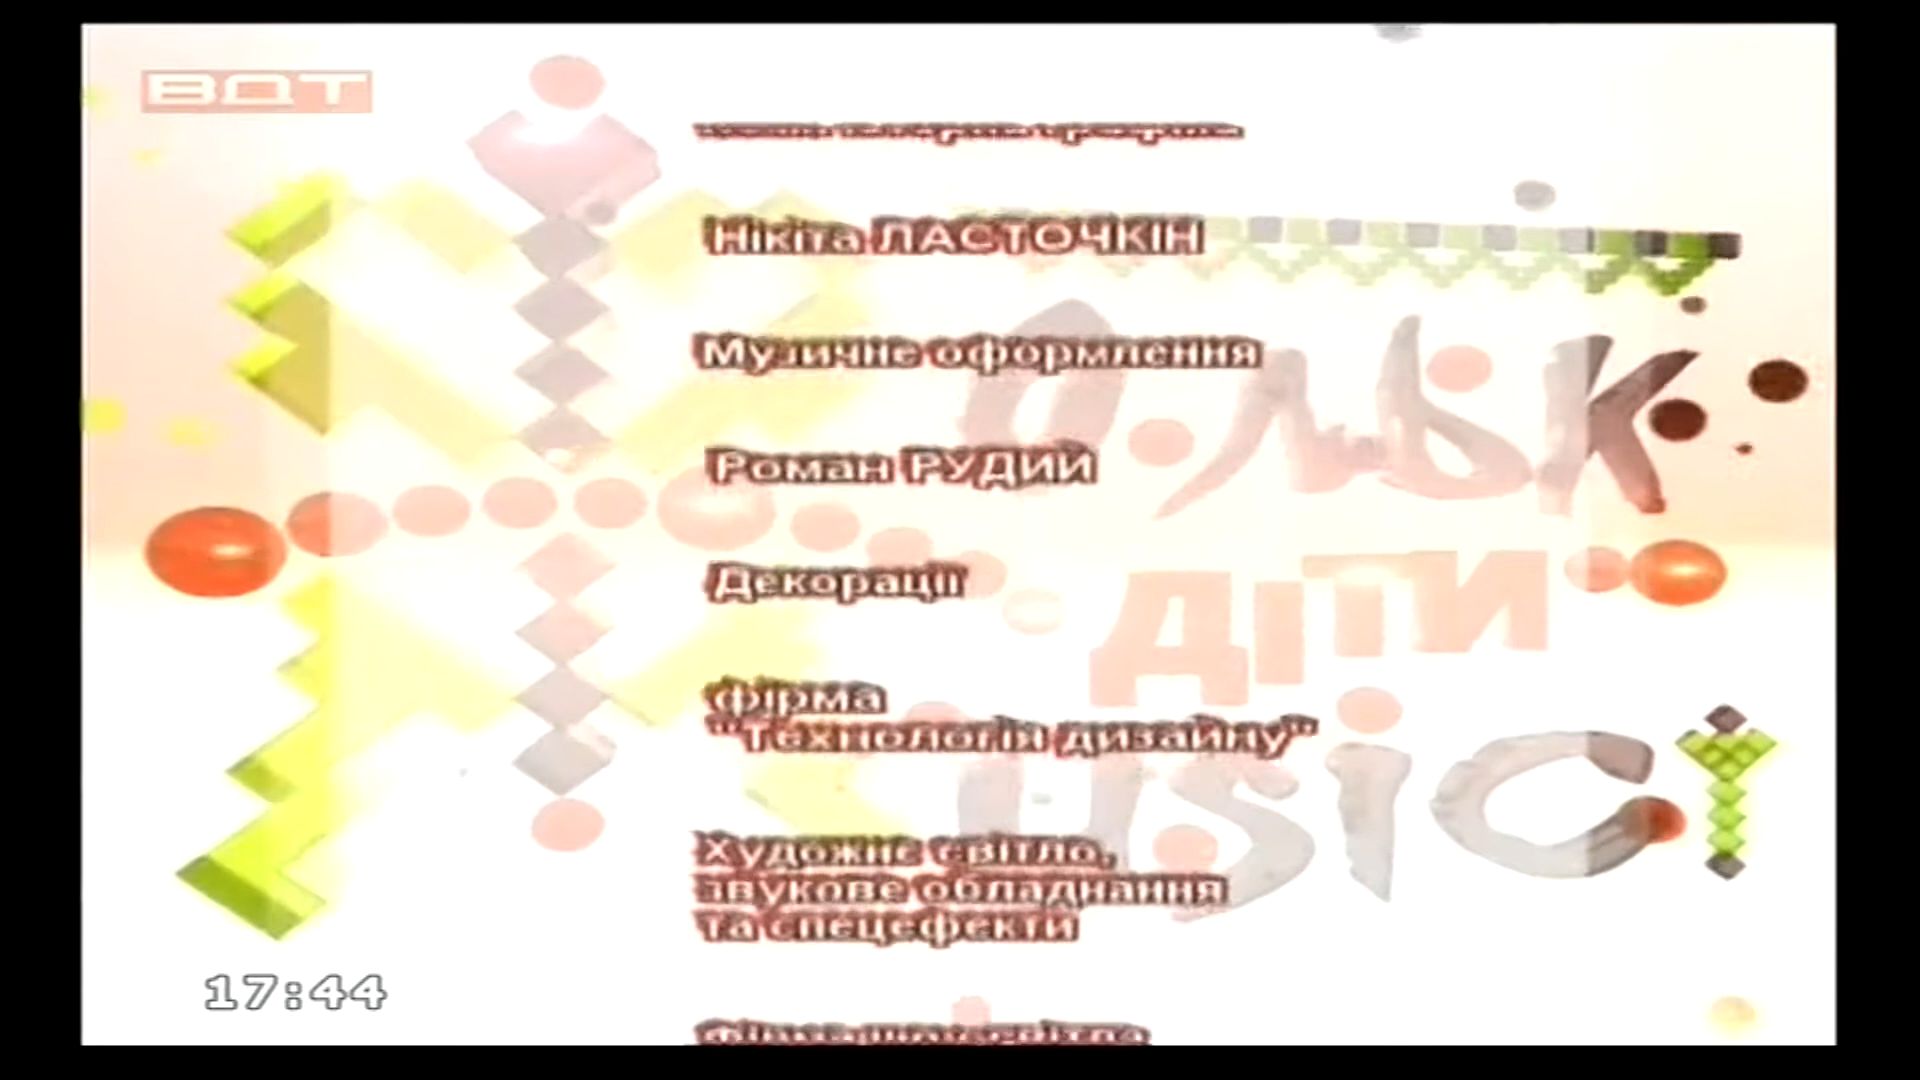 ВДТ
Нікіта ЛАСТОЧКІН
Музичне оформлення
Роман РУДИЙ
Декорації
фірма
"Технологія дизайну"
Художнє світло,
звукове обладнання
та спецефекти
ДІТИ
usic
17:44